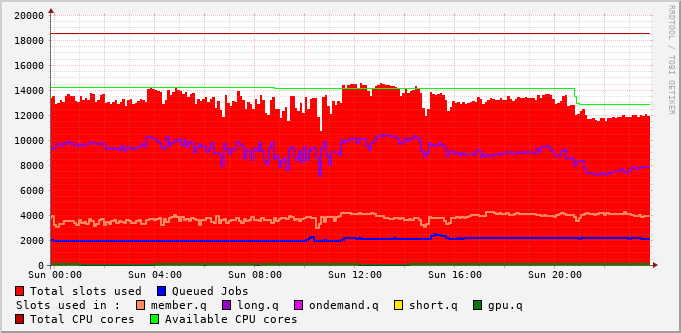 20000
18000
16000
14000
12000
10000
8000
6000
4000
2000
0
Sun 00:00 Sun 04:00 Sun 08:00 Sun 12:00 Sun 16:00 Sun 20:00
Total slots used Queued Jobs
Slots used in : member.q long.q ondemand.q short.q gpu.q
Total CPU cores Available CPU cores
RRDTOOL / TOBI OETIKER